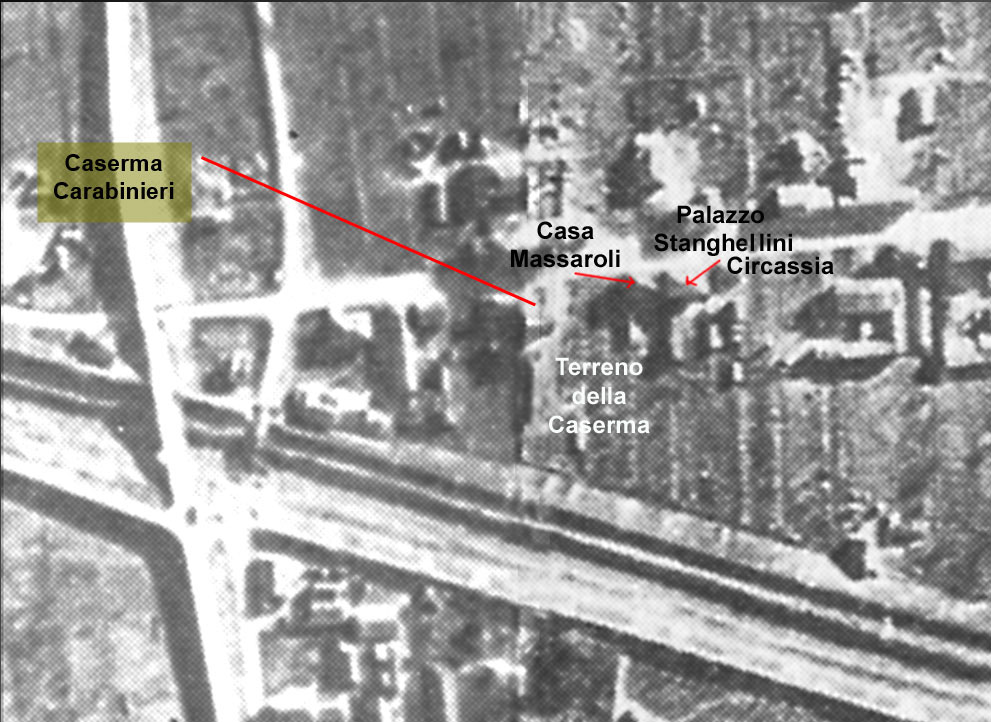 Caserma
Carabinieri
Casa
Massaroli
Palazzo
Stanghellini
Circassia
Terreno
della
Caserma